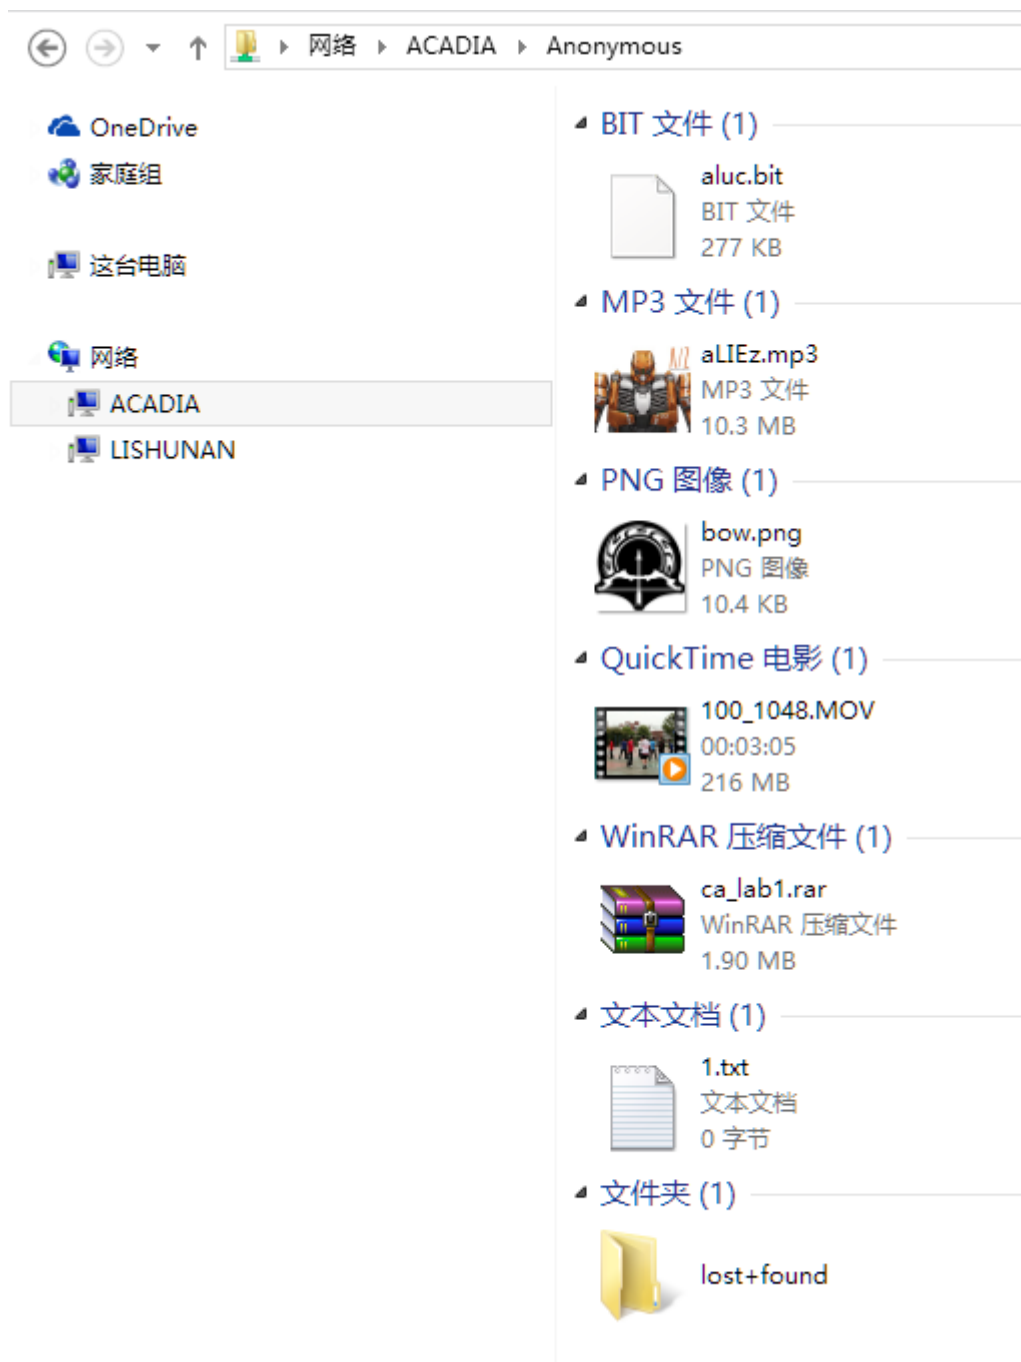 网络 ACADIA Anonymous
OneDrive
家庭组
这台电脑
网络
ACADIA
LISHUNAN
BIT 文件 (1)
aluc.bit
BIT 文件
277 KB
MP3 文件 (1)
aLIEz.mp3
MP3 文件
10.3 MB
PNG 图像 (1)
bow.png
PNG 图像
10.4 KB
QuickTime 电影 (1)
100_1048.MOV
00:03:05
216 MB
WinRAR 压缩文件 (1)
ca_lab1.rar
WinRAR 压缩文件
1.90 MB
文本文档 (1)
1.txt
文本文档
0 字节
文件夹 (1)
lost+found